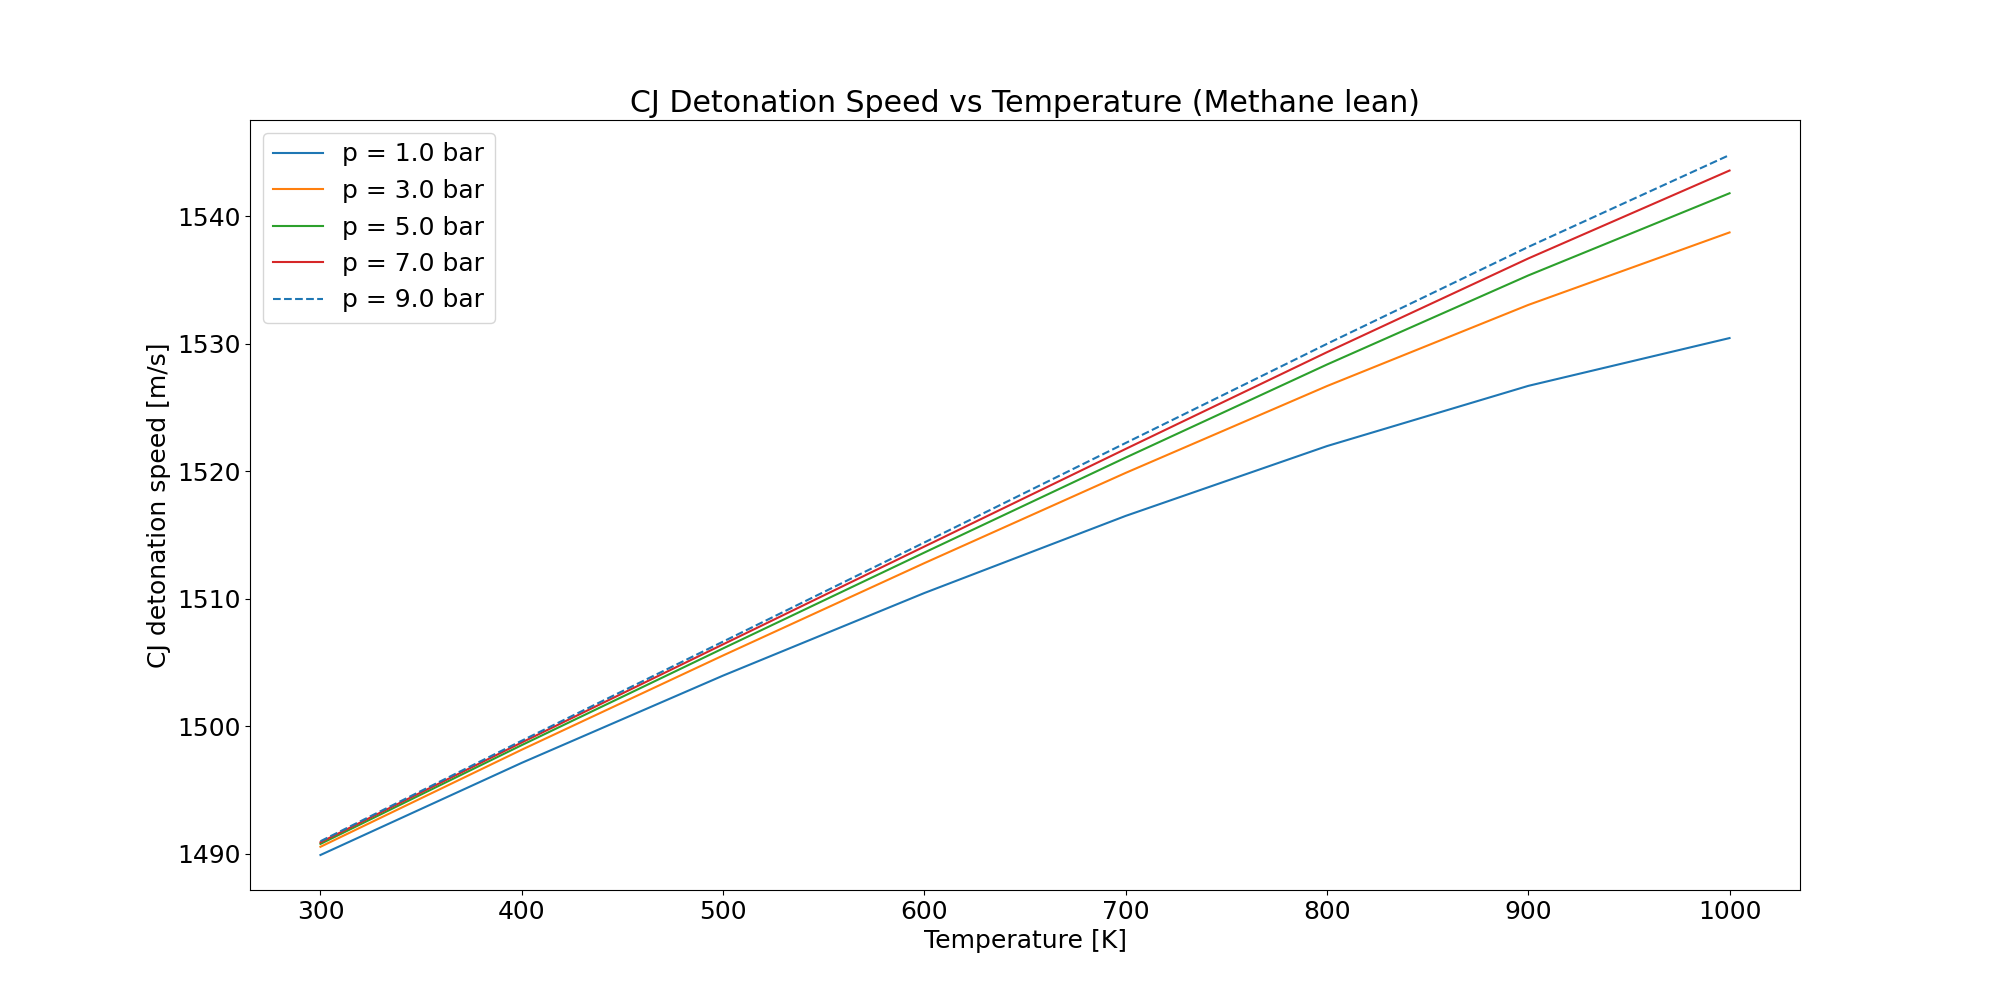 CJ Detonation Speed vs Temperature (Methane lean)
p = 1.0 bar
p = 3.0 bar
p = 5.0 bar
p = 7.0 bar
p = 9.0 bar
CJ detonation speed [m/s]
1540
1530
1520
1510
1500
1490
300 400 500 600 700 800 900 1000
Temperature [K]